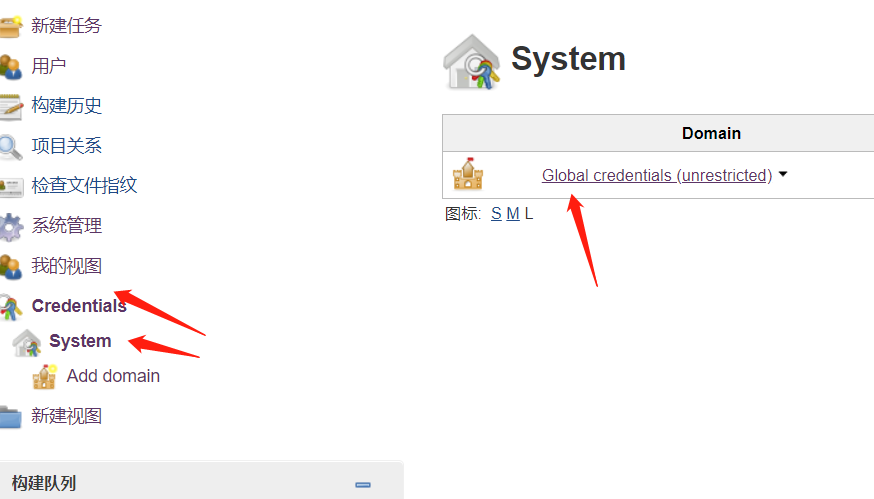 新建任务
用户
构建历史
项目关系
检查文件指纹
系统管理
我的视图
Credentials
System
Add domain
新建视图
构建队列
System
Domain
Global credentials (unrestricted)
图标: S M L